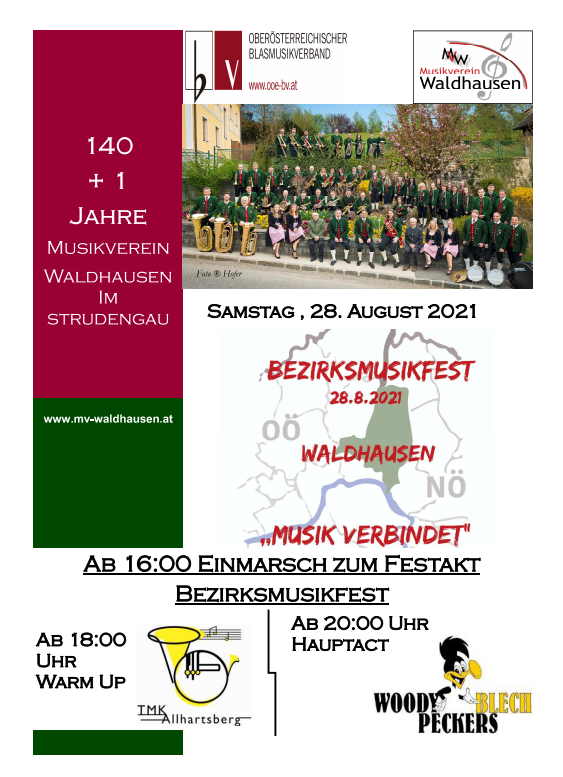 OBERÖSTERREICHISCHER
BLASMUSIKVERBAND
www.ooe-bv.at
b v
MVW
Musikverein
Waldhausen
140
+ 1
JAHRE
MUSIKVEREIN
WALDHAUSEN
IM
STRUDENGAU
Foto ® Hofer
SAMSTAG , 28. AUGUST 2021
www.mv-waldhausen.at
BEZIRKSMUSIKFEST
28.8.2021
OÖ
WALDHAUSEN
NÖ
„MUSIK VERBINDET"
AB 16:00 EINMARSCH ZUM FESTAKT
BEZIRKSMUSIKFEST
AB 18:00
UHR
WARM UP
TMK
Allhartsberg
AB 20:00 UHR
HAUPTACT
WOODY BLECH
PECKERS